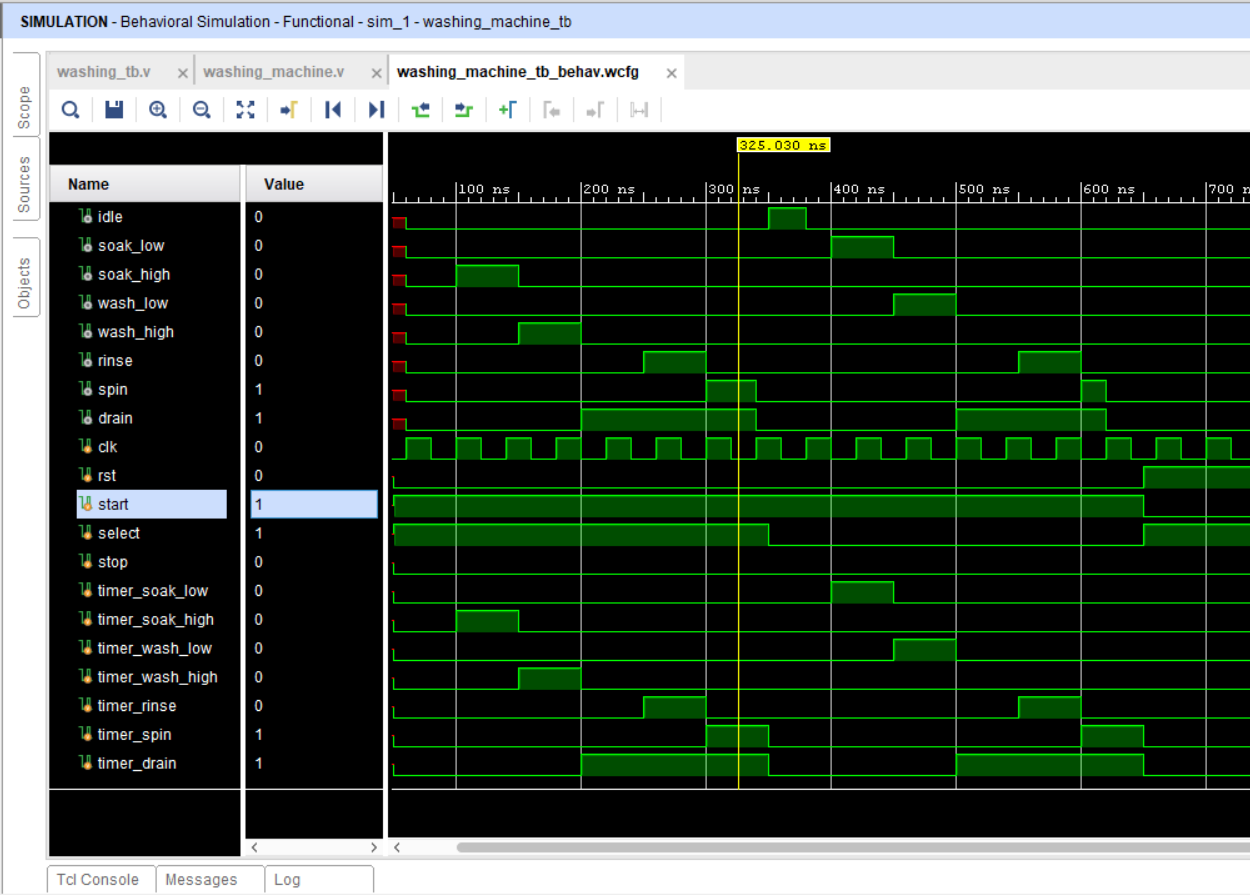 SIMULATION - Behavioral Simulation - Functional - sim_1 - washing_machine_tb
Scope
Sources
Objects
washing_tb.v × washing_machine.v × washing_machine_tb_behav.wcfg ×
325.030 ns
Name Value
100 ns 200 ns 300 ns 400 ns 500 ns 600 ns 700 n
idle 0
soak_low 0
soak_high 0
wash_low 0
wash_high 0
rinse 0
spin 1
drain 1
clk 0
rst 0
start 1
select 1
stop 0
timer_soak_low 0
timer_soak_high 0
timer_wash_low 0
timer_wash_high 0
timer_rinse 0
timer_spin 1
timer_drain 1
Tcl Console Messages Log